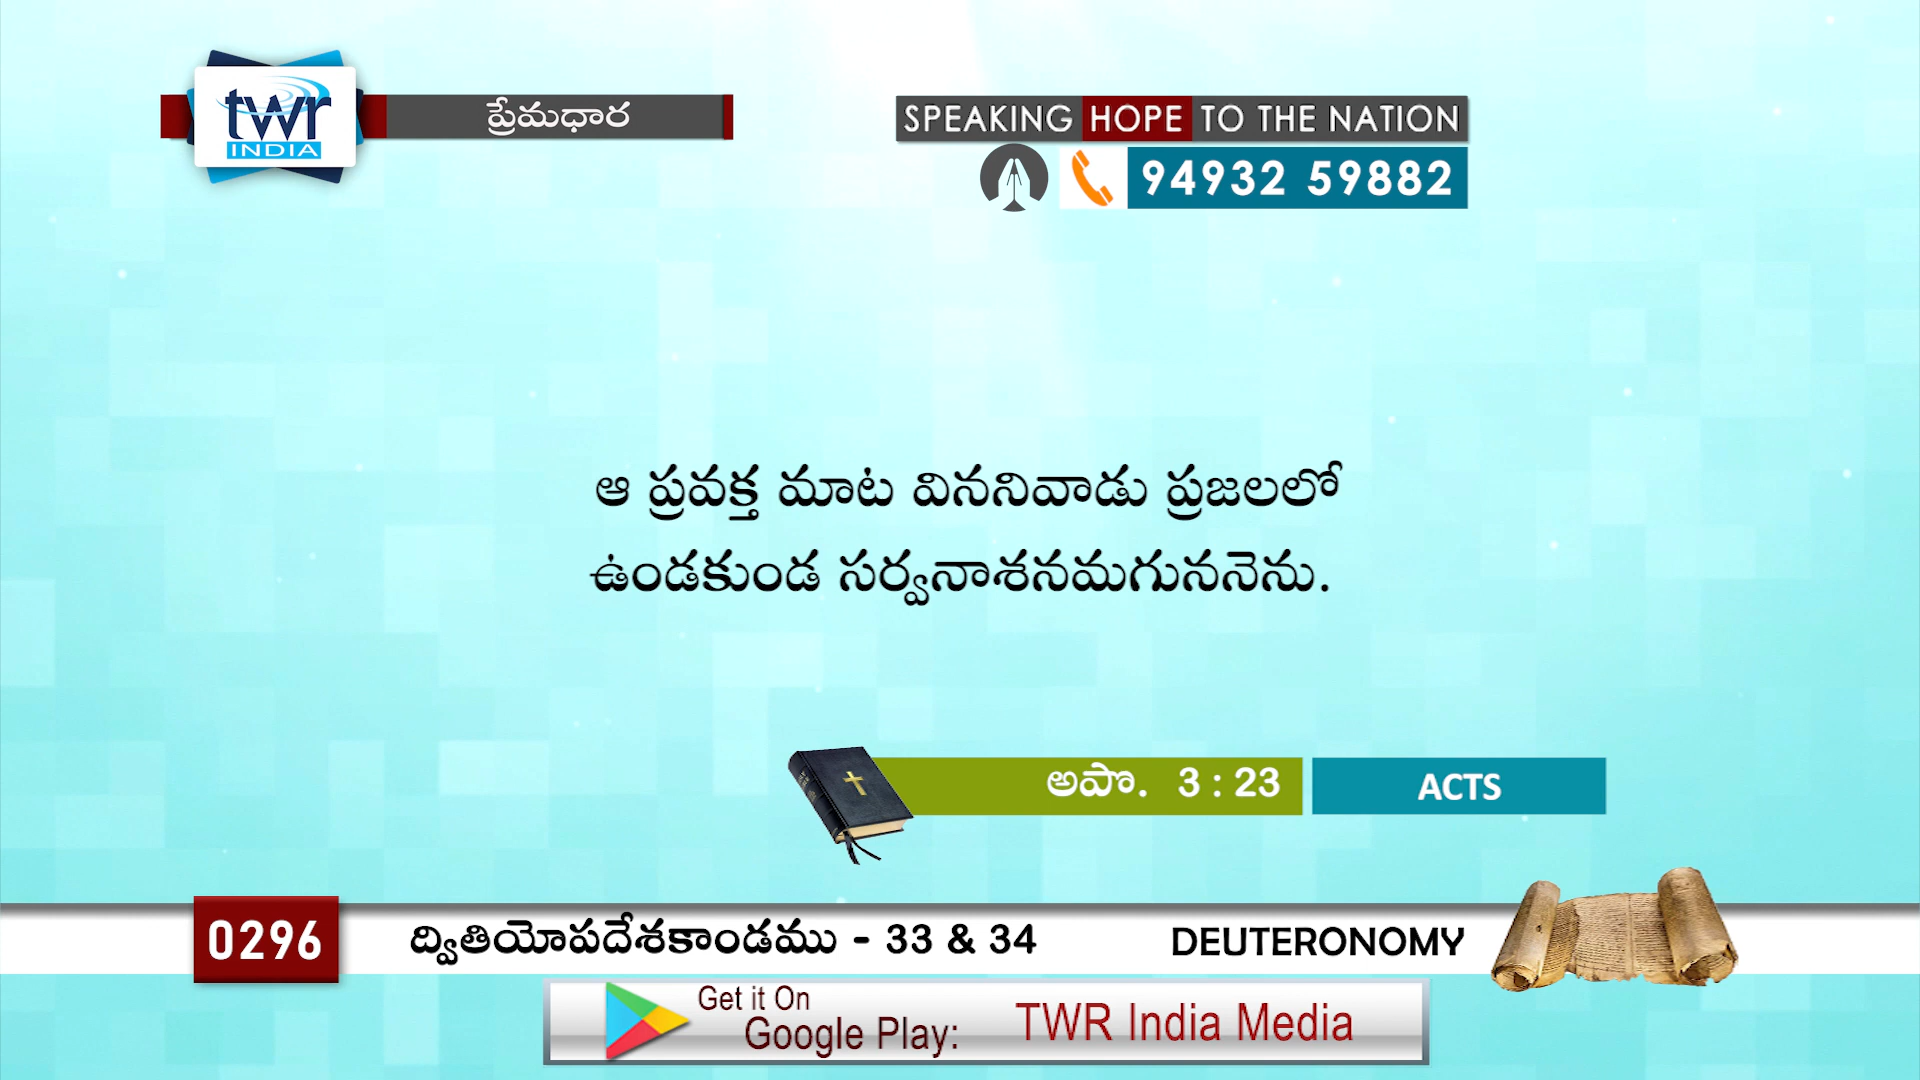 twr
INDIA
ప్రేమధార
SPEAKING HOPE TO THE NATION
94932 59882
ఆ ప్రవక్త మాట విననివాడు ప్రజలలో
ఉండకుండ సర్వనాశనమగుననెను.
అపొ. 3 : 23
ACTS
0296
ద్వితియోపదేశకాండము - 33 & 34
DEUTERONOMY
Get it On
Google Play:
TWR India Media